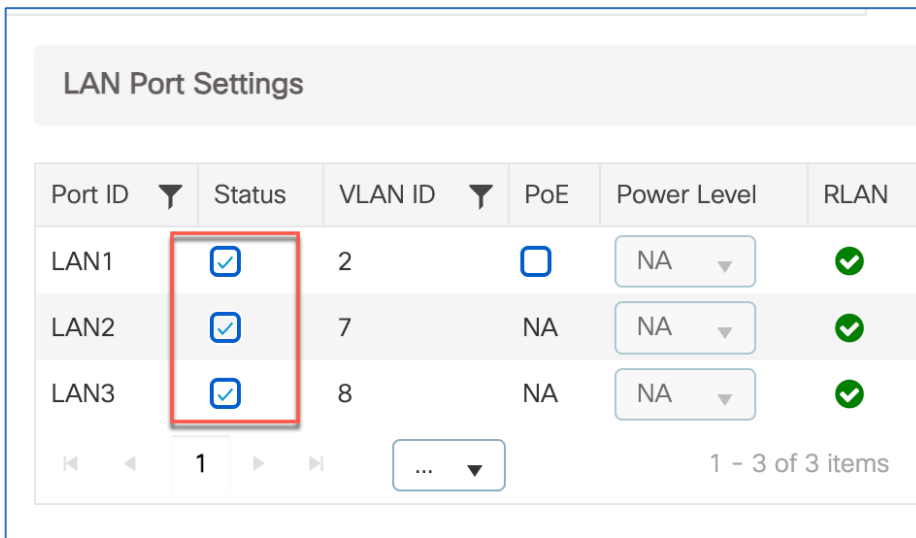 LAN Port Settings
Port ID Status VLAN ID PoE Power Level RLAN
LAN1 2 NA
LAN2 7 NA NA
LAN3 8 NA NA
1 ... 1 - 3 of 3 items